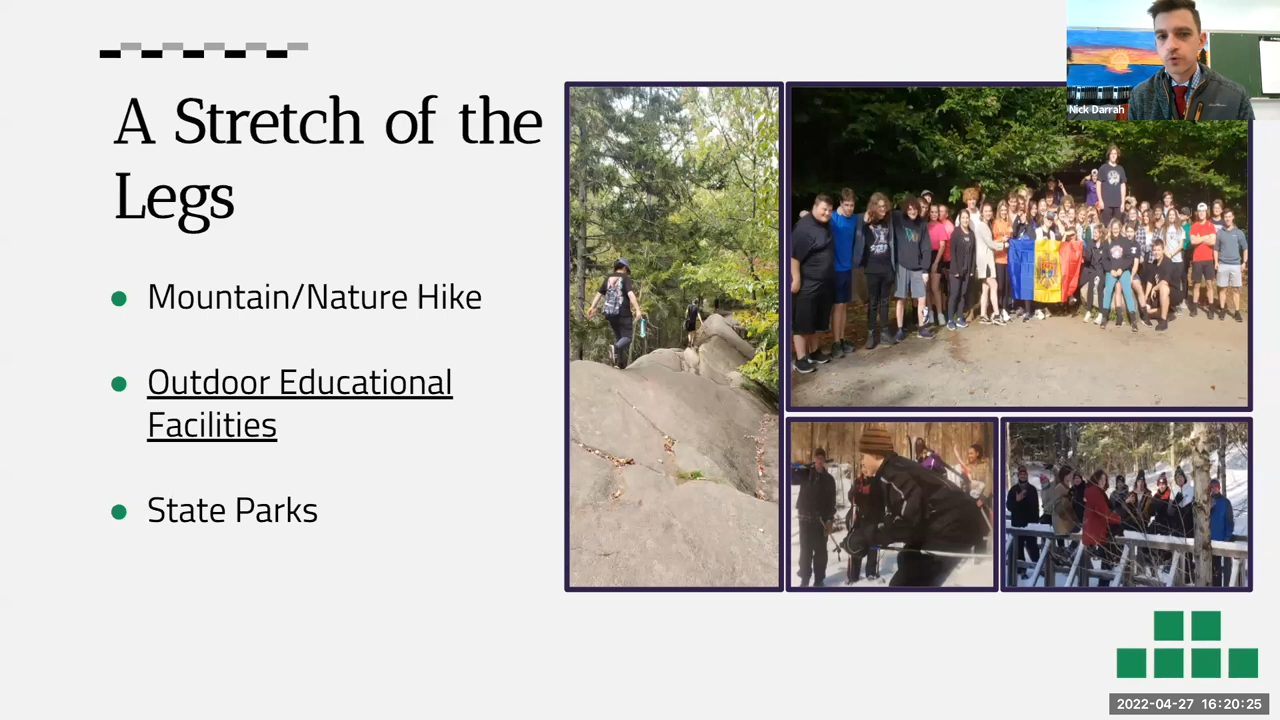 A Stretch of the
Legs
Mountain/Nature Hike
Outdoor Educational
Facilities
State Parks
Nick Darrah
2022-04-27 16:20:25